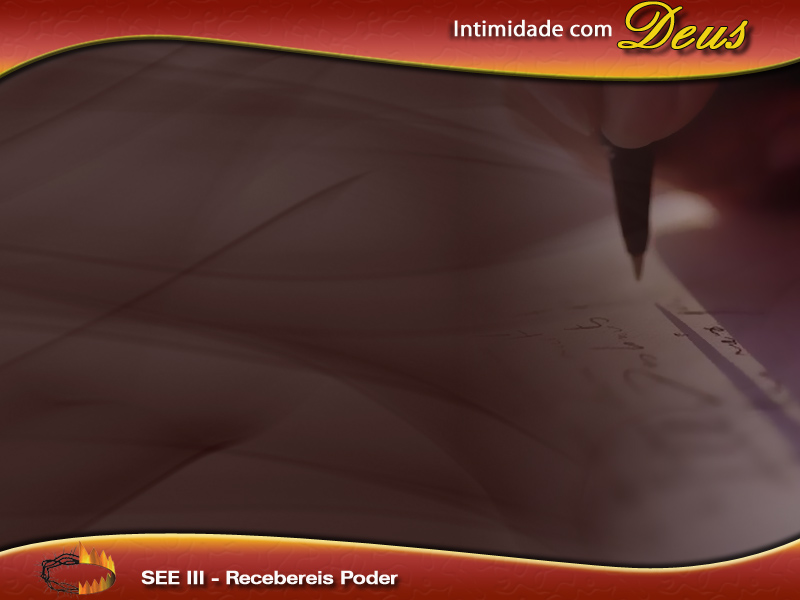 Intimidade com Deus
SEE III - Recebereis Poder